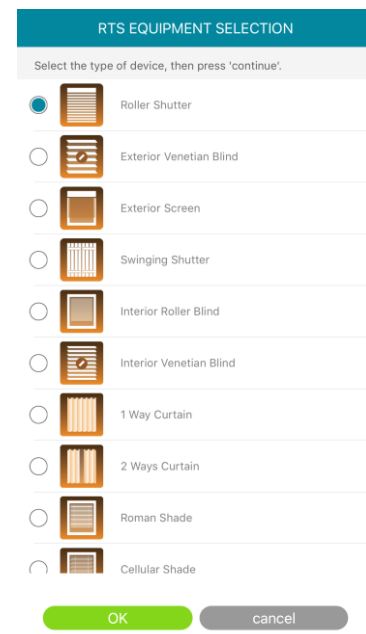 RTS EQUIPMENT SELECTION
Select the type of device, then press 'continue'.
Roller Shutter
Exterior Venetian Blind
Exterior Screen
Swinging Shutter
Interior Roller Blind
Interior Venetian Blind
1 Way Curtain
2 Ways Curtain
Roman Shade
Cellular Shade
OK cancel